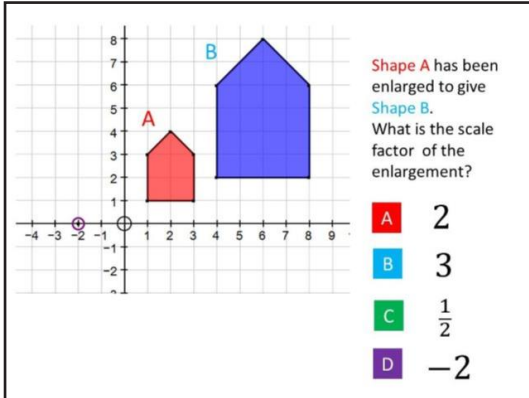 8
7
6
5
4
3
2
1
-4 -3 -2 -1 1 2 3 4 5 6 7 8 9
-1
-2
A
B
Shape A has been
enlarged to give
Shape B.
What is the scale
factor of the
enlargement?
A 2
B 3
C 1/2
D −2